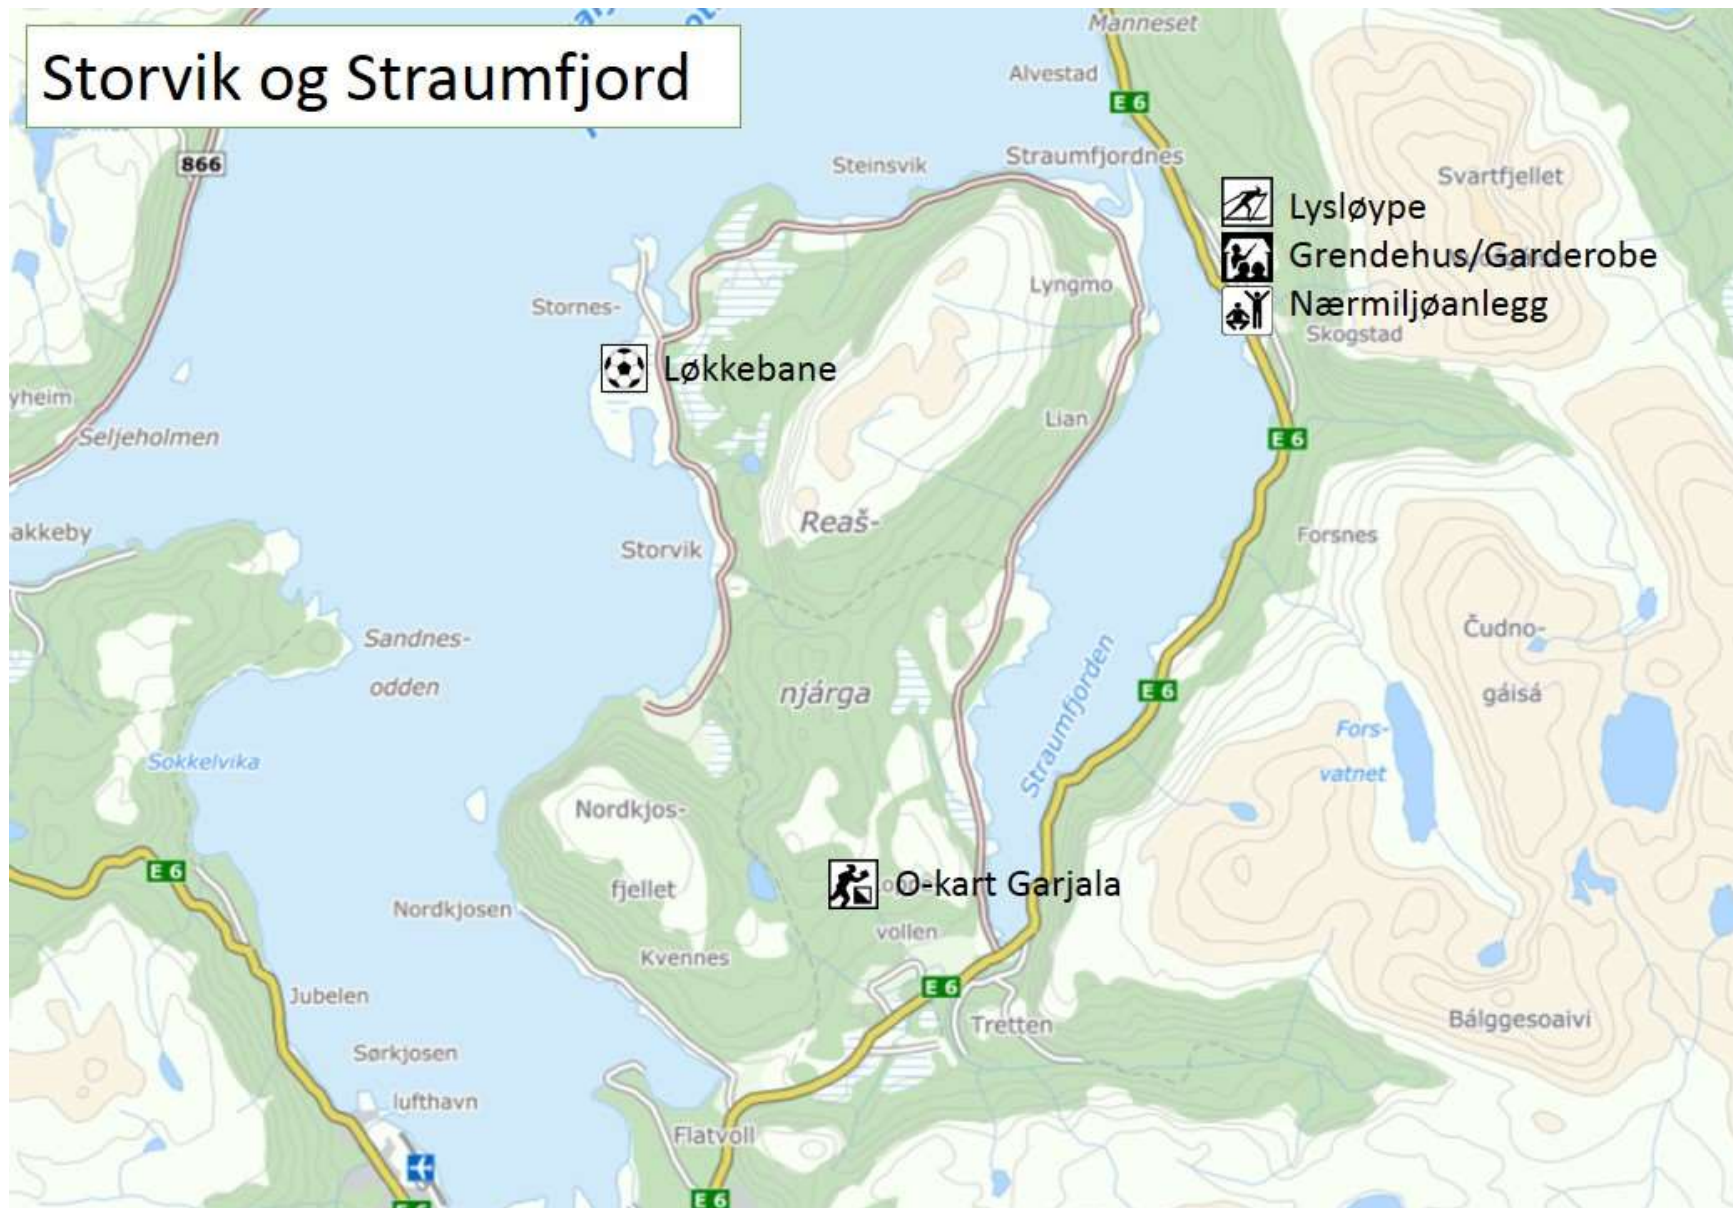 Storvik og Straumfjord
Manneset
Alvestad
E 6
866
Steinsvik
Straumfjordnes
Svartfjellet
Lysløype
Grendehus/Garderobe
Nærmiljøanlegg
Lyngmo
Stornes-
Skogstad
Løkkebane
Lian
Seljeholmen
E 6
Reaš-
Forsnes
Storvik
Sandnes-
odden
Čudno-
gáisá
njárga
E 6
Straumfjorden
Fors-
vatnet
Sokkelvika
Nordkjos-
fjellet
E 6
O-kart Garjala
vollen
Nordkjosen
Kvennes
E 6
Jubelen
Tretten
Bálggesoaivi
Sørkjosen
lufthavn
Flatvoll
E 6
E 6